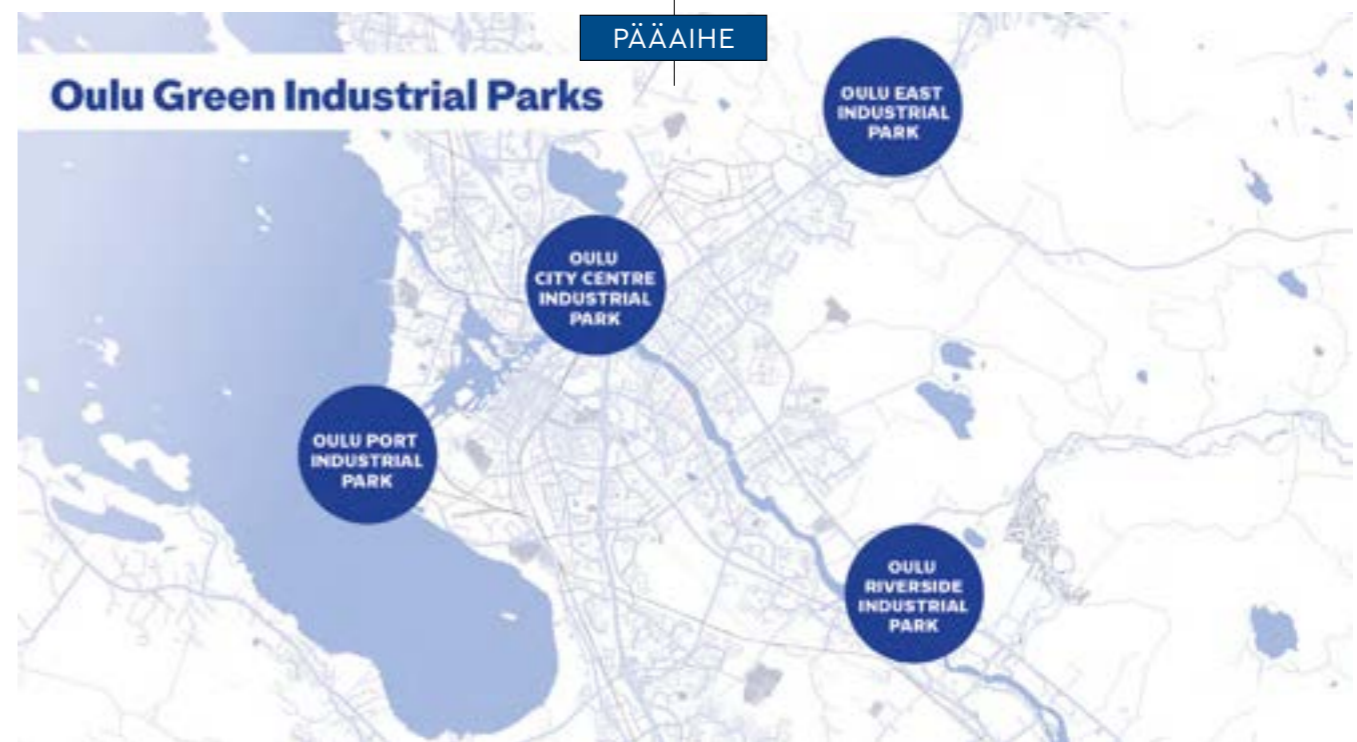 PÄÄAIHE
Oulu Green Industrial Parks
OULU EAST
INDUSTRIAL
PARK
OULU
CITY CENTRE
INDUSTRIAL
PARK
OULU PORT
INDUSTRIAL
PARK
OULU
RIVERSIDE
INDUSTRIAL
PARK